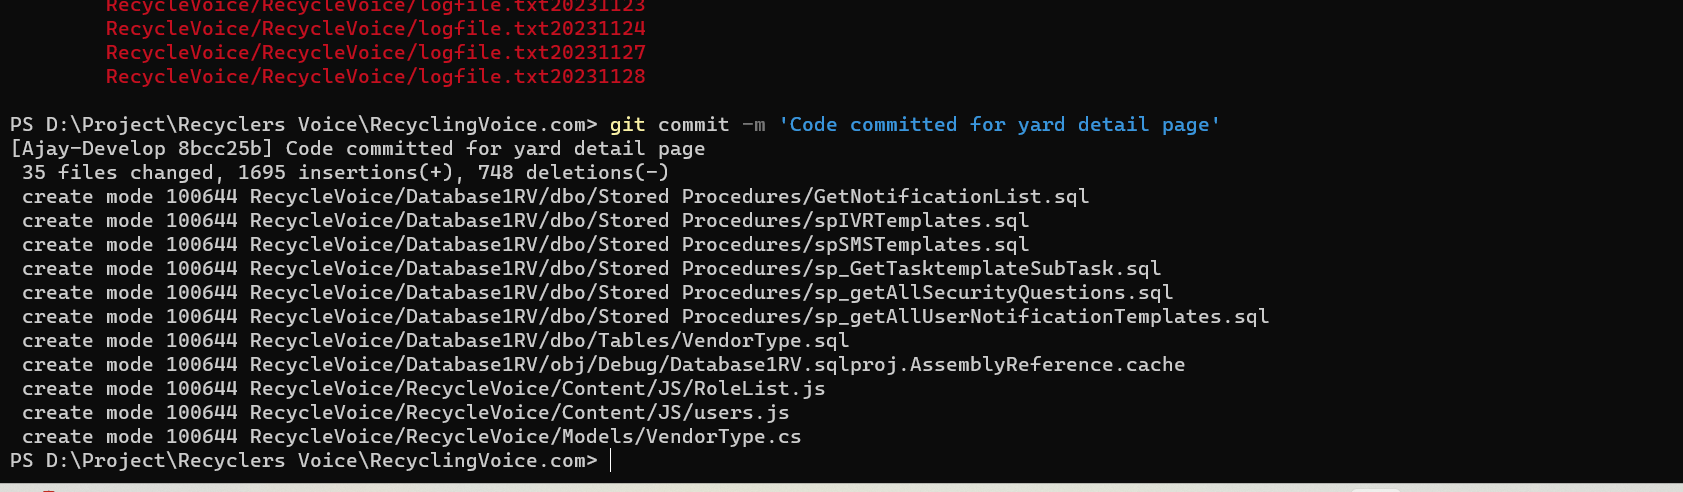 RecycleVoice/RecycleVoice/logfile.txt20231123
RecycleVoice/RecycleVoice/logfile.txt20231124
RecycleVoice/RecycleVoice/logfile.txt20231127
RecycleVoice/RecycleVoice/logfile.txt20231128
PS D:\Project\Recyclers Voice\RecyclingVoice.com> git commit -m 'Code committed for yard detail page'
[Ajay-Develop 8bcc25b] Code committed for yard detail page
35 files changed, 1695 insertions(+), 748 deletions(-)
create mode 100644 RecycleVoice/Database1RV/dbo/Stored Procedures/GetNotificationList.sql
create mode 100644 RecycleVoice/Database1RV/dbo/Stored Procedures/spIVRTemplates.sql
create mode 100644 RecycleVoice/Database1RV/dbo/Stored Procedures/spSMSTemplates.sql
create mode 100644 RecycleVoice/Database1RV/dbo/Stored Procedures/sp_GetTasktemplateSubTask.sql
create mode 100644 RecycleVoice/Database1RV/dbo/Stored Procedures/sp_getAllSecurityQuestions.sql
create mode 100644 RecycleVoice/Database1RV/dbo/Stored Procedures/sp_getAllUserNotificationTemplates.sql
create mode 100644 RecycleVoice/Database1RV/dbo/Tables/VendorType.sql
create mode 100644 RecycleVoice/Database1RV/obj/Debug/Database1RV.sqlproj.AssemblyReference.cache
create mode 100644 RecycleVoice/RecycleVoice/Content/JS/RoleList.js
create mode 100644 RecycleVoice/RecycleVoice/Content/JS/users.js
create mode 100644 RecycleVoice/RecycleVoice/Models/VendorType.cs
PS D:\Project\Recyclers Voice\RecyclingVoice.com>